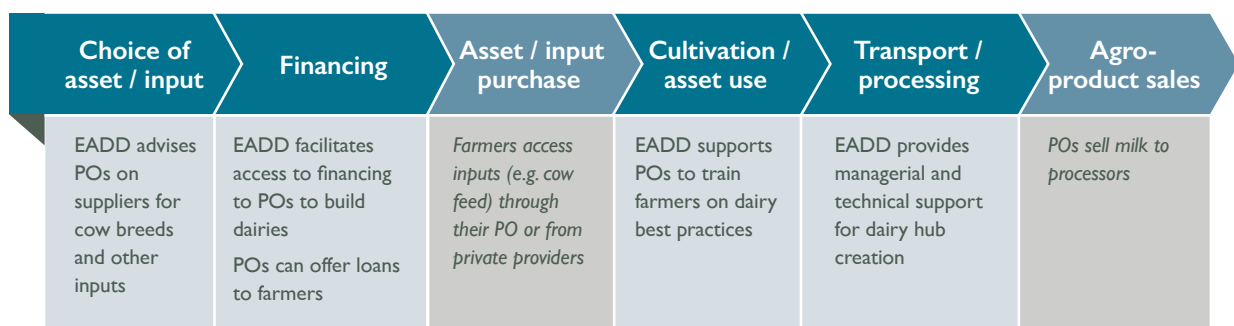 Choice of
asset / input
Financing
Asset / input
purchase
Cultivation /
asset use
Transport /
processing
Agro-
product sales
EADD advises
POs on
suppliers for
cow breeds
and other
inputs
EADD facilitates
access to financing
to POs to build
dairies
POs can offer loans
to farmers
Farmers access
inputs (e.g. cow
feed) through
their PO or from
private providers
EADD supports
POs to train
farmers on dairy
best practices
EADD provides
managerial and
technical support
for dairy hub
creation
POs sell milk to
processors